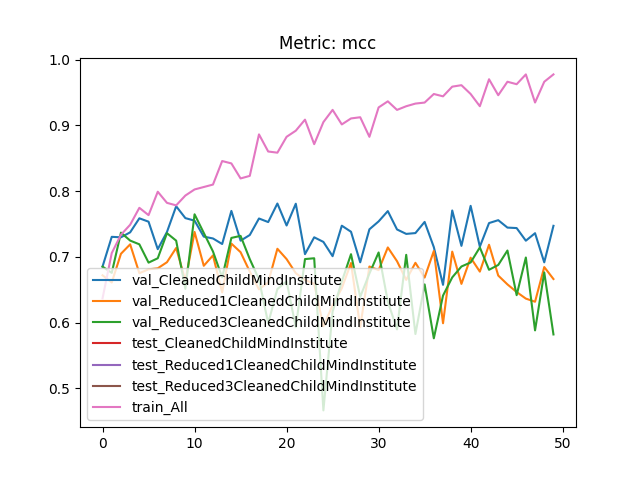 Metric: mcc
1.0
0.9
0.8
0.7
0.6
0.5
val_CleanedChildMindInstitute
val_Reduced1CleanedChildMindInstitute
val_Reduced3CleanedChildMindInstitute
test_CleanedChildMindInstitute
test_Reduced1CleanedChildMindInstitute
test_Reduced3CleanedChildMindInstitute
train_All
0 10 20 30 40 50